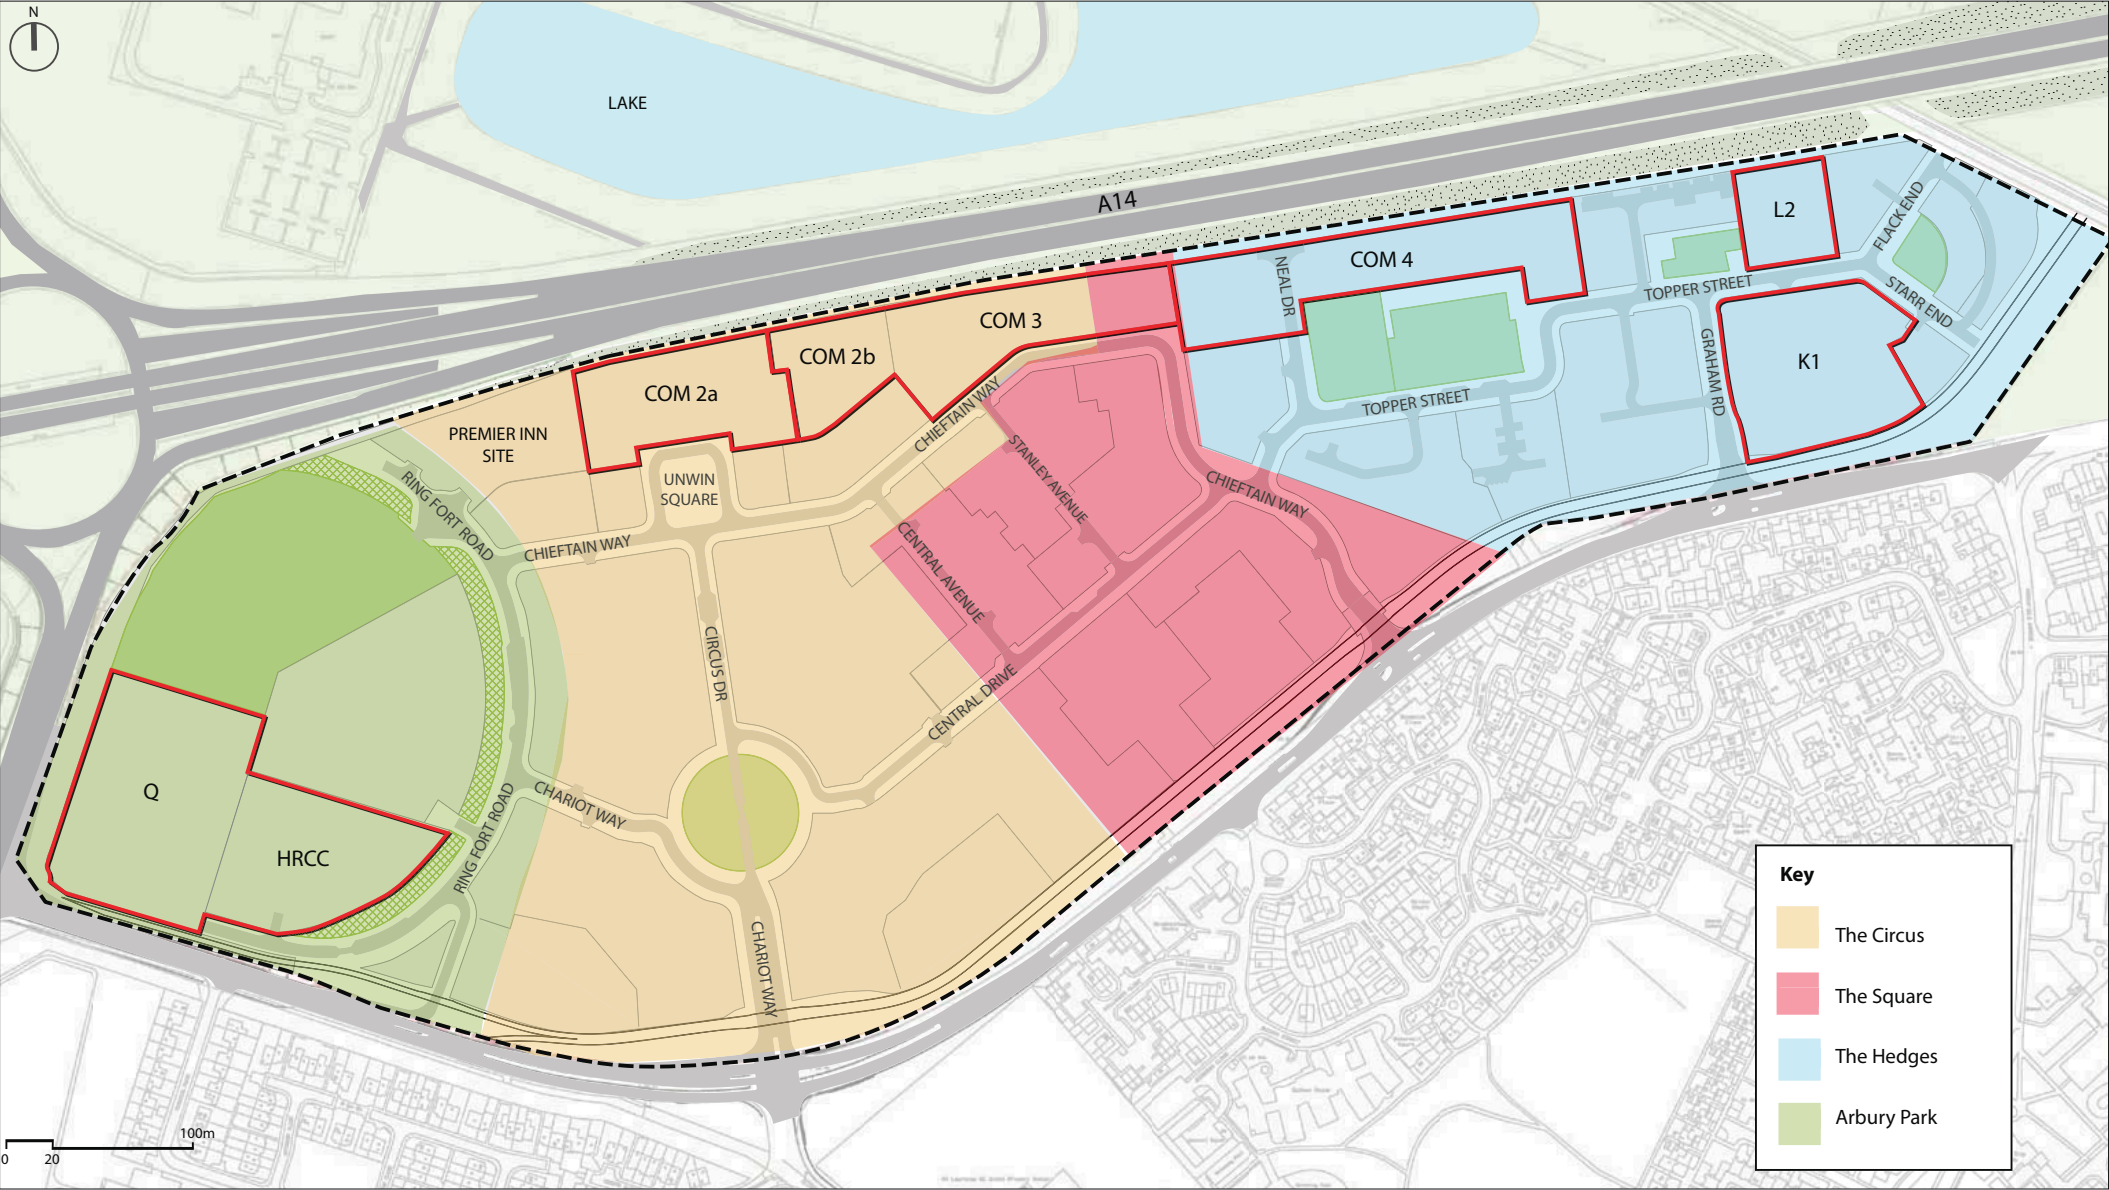 N
LAKE
A14
L2
FLACK END
COM 4
NEAL DR
TOPPER STREET
STARR END
COM 3
COM 2b
COM 2a
GRAHAM RD
K1
TOPPER STREET
CHIEFTAIN WAY
PREMIER INN
SITE
STANLEY AVENUE
UNWIN
SQUARE
RING FORT ROAD
CHIEFTAIN WAY
CHIEFTAIN WAY
CENTRAL AVENUE
CIRCUS DR
CENTRAL DRIVE
Q
CHARIOT WAY
RING FORT ROAD
HRCC
CHARIOT WAY
Key
The Circus
The Square
The Hedges
Arbury Park
100m
0
20